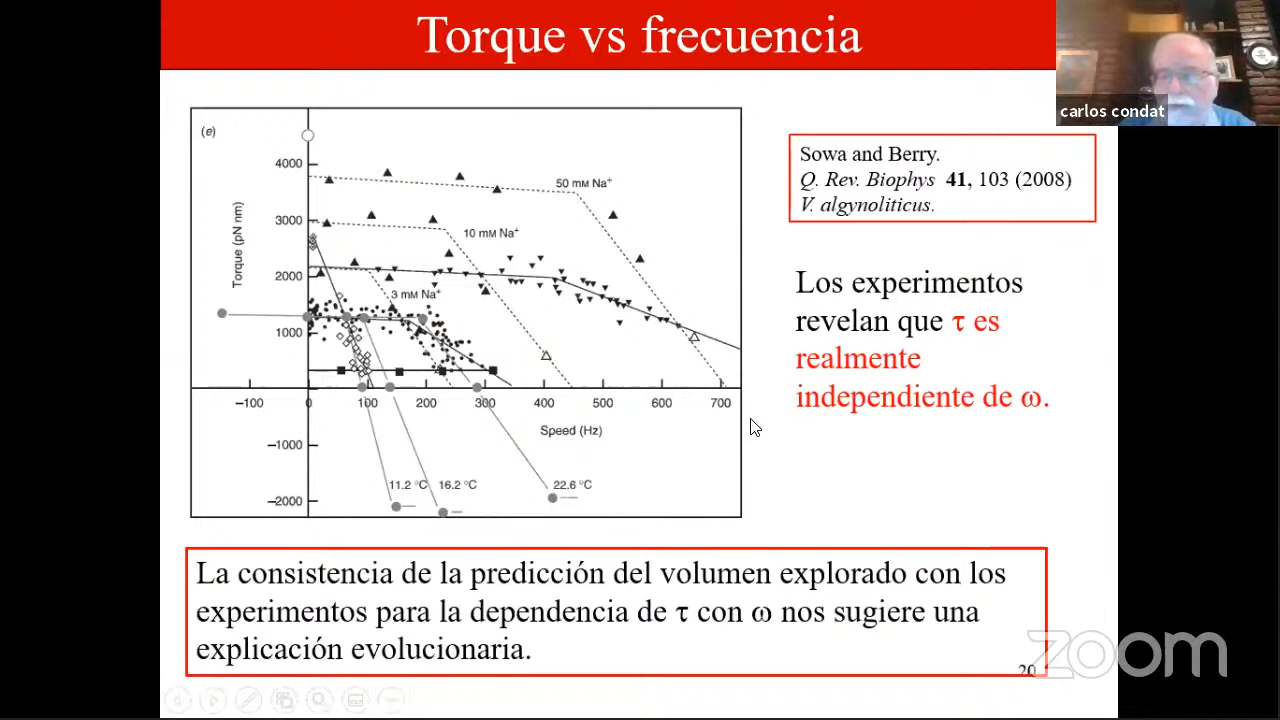 Torque vs frecuencia
carlos condat
(e)
4000
3000
2000
1000
-1000
-2000
Torque (pN nm)
50 mM Na⁺
10 mM Na⁺
3 mM Na⁺
-100
0
100
200
300
400
500
600
700
Speed (Hz)
11.2 °C
16.2 °C
22.6 °C
Sowa and Berry.
Q. Rev. Biophys 41, 103 (2008)
V. algynoliticus.
Los experimentos
revelan que τ es
realmente
independiente de ω.
La consistencia de la predicción del volumen explorado con los
experimentos para la dependencia de τ con ω nos sugiere una
explicación evolucionaria.
20
zoom